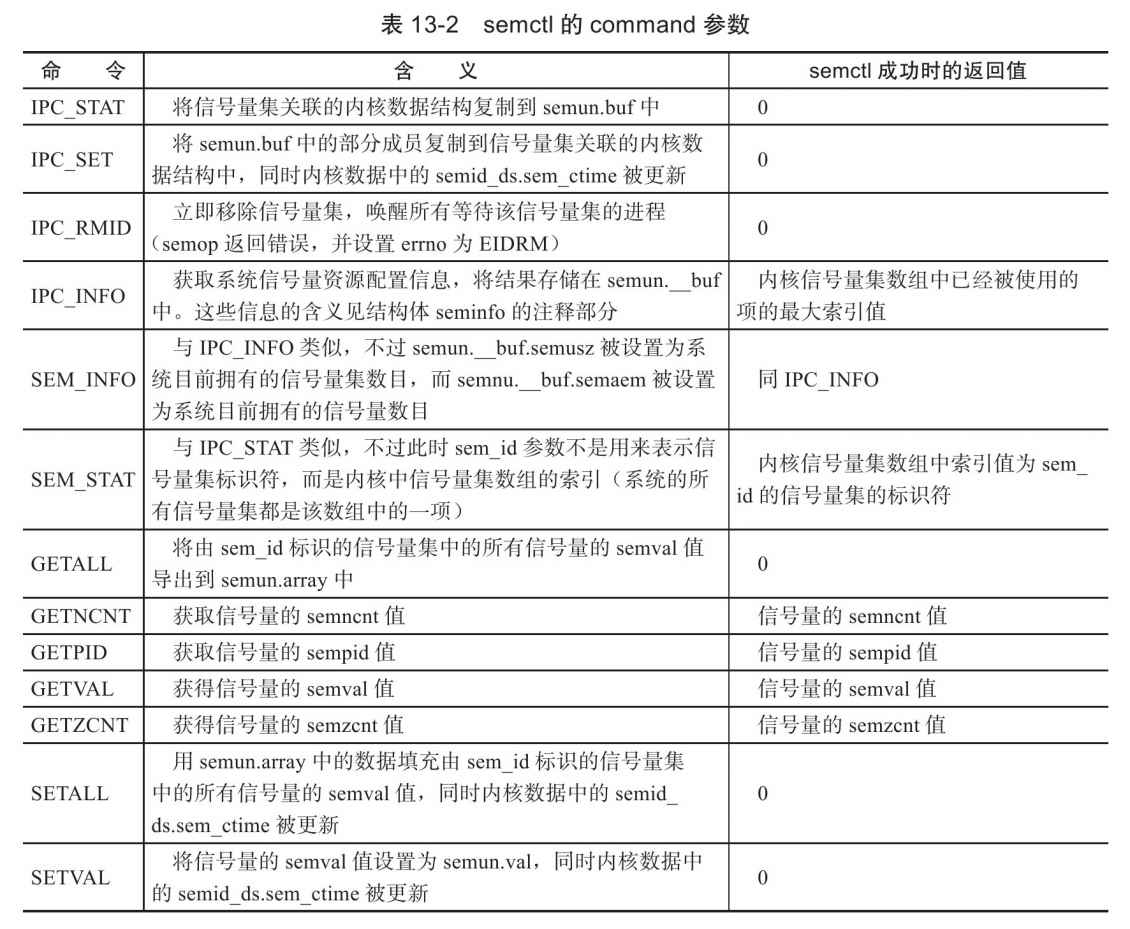 表 13-2 semctl 的 command 参数
命 令 含 义 semctl 成功时的返回值
IPC_STAT 将信号量集关联的内核数据结构复制到 semun.buf 中 0
IPC_SET 将 semun.buf 中的部分成员复制到信号量集关联的内核数
据结构中，同时内核数据中的 semid_ds.sem_ctime 被更新 0
IPC_RMID 立即移除信号量集，唤醒所有等待该信号量集的进程
（semop 返回错误，并设置 errno 为 EIDRM） 0
IPC_INFO 获取系统信号量资源配置信息，将结果存储在 semun.__buf
中。这些信息的含义见结构体 seminfo 的注释部分
内核信号量集数组中已经被使用的
项的最大索引值
SEM_INFO 与 IPC_INFO 类似，不过 semun.__buf.semusz 被设置为系
统目前拥有的信号量集数目，而 semnu.__buf.semaem 被设置
为系统目前拥有的信号量数目
同 IPC_INFO
SEM_STAT 与 IPC_STAT 类似，不过此时 sem_id 参数不是用来表示信
号量集标识符，而是内核中信号量集数组的索引（系统的所
有信号量集都是该数组中的一项）
内核信号量集数组中索引值为 sem_
id 的信号量集的标识符
GETALL 将由 sem_id 标识的信号量集中的所有信号量的 semval 值
导出到 semun.array 中 0
GETNCNT 获取信号量的 semncnt 值 信号量的 semncnt 值
GETPID 获取信号量的 sempid 值 信号量的 sempid 值
GETVAL 获得信号量的 semval 值 信号量的 semval 值
GETZCNT 获得信号量的 semzcnt 值 信号量的 semzcnt 值
SETALL 用 semun.array 中的数据填充由 sem_id 标识的信号量集
中的所有信号量的 semval 值，同时内核数据中的 semid_
ds.sem_ctime 被更新 0
SETVAL 将信号量的 semval 值设置为 semun.val，同时内核数据中
的 semid_ds.sem_ctime 被更新 0